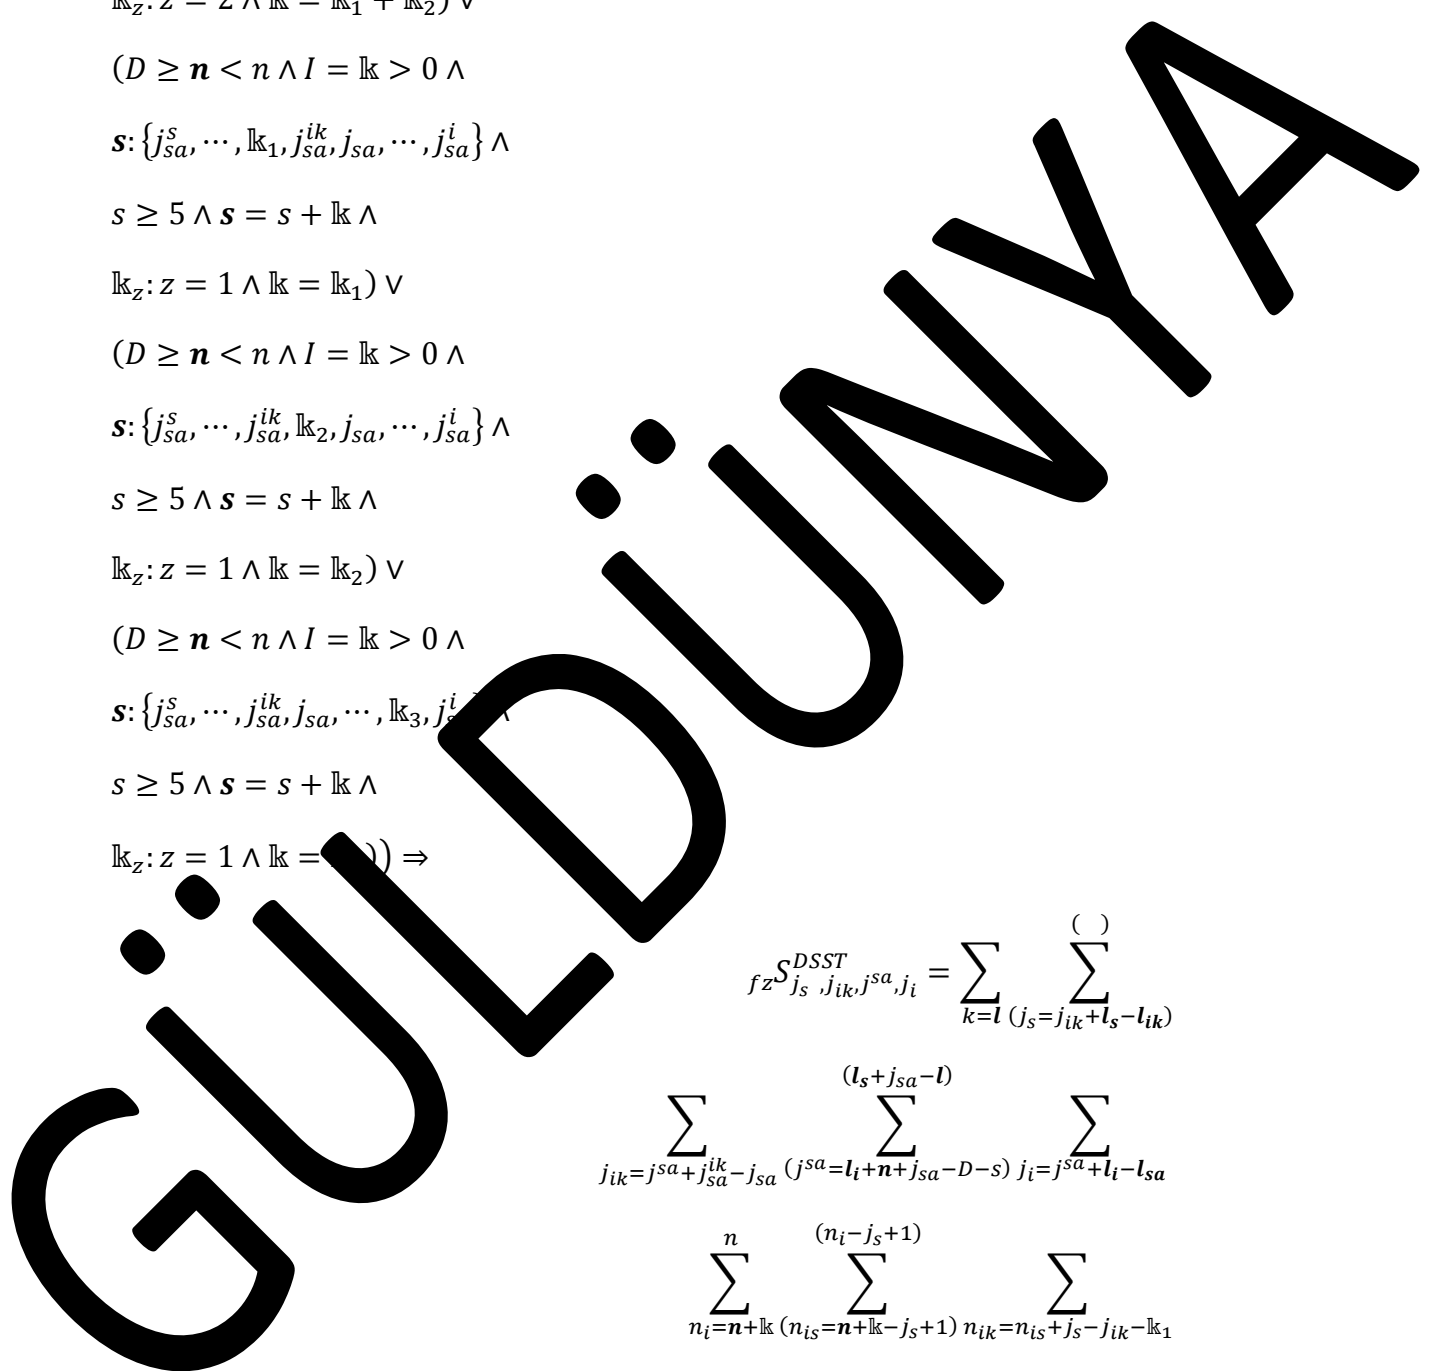 𝕜_z: z = 2 ∧ 𝕜 = 𝕜_1 + 𝕜_2) ∨
(D ≥ **n** < n ∧ I = 𝕜 > 0 ∧
**s**: {j_{sa}^s, ⋯, 𝕜_1, j_{sa}^{ik}, j_{sa}, ⋯, j_{sa}^i} ∧
s ≥ 5 ∧ **s** = s + 𝕜 ∧
𝕜_z: z = 1 ∧ 𝕜 = 𝕜_1) ∨
(D ≥ **n** < n ∧ I = 𝕜 > 0 ∧
**s**: {j_{sa}^s, ⋯, j_{sa}^{ik}, 𝕜_2, j_{sa}, ⋯, j_{sa}^i} ∧
s ≥ 5 ∧ **s** = s + 𝕜 ∧
𝕜_z: z = 1 ∧ 𝕜 = 𝕜_2) ∨
(D ≥ **n** < n ∧ I = 𝕜 > 0 ∧
**s**: {j_{sa}^s, ⋯, j_{sa}^{ik}, j_{sa}, ⋯, 𝕜_3, j^i ∧
s ≥ 5 ∧ **s** = s + 𝕜 ∧
𝕜_z: z = 1 ∧ 𝕜 = )) ⇒
_{fz}S_{j_s,j_{ik},j^{sa},j_i}^{DSST} = ∑_{k=**l**} ∑_{(j_s=j_{ik}+**l_s**−**l_{ik}**)}^{( )}
∑_{j_{ik}=j^{sa}+j_{sa}^{ik}−j_{sa}} ∑_{(j^{sa}=**l_i**+**n**+j_{sa}−D−s)}^{(**l_s**+j_{sa}−**l**)} ∑_{j_i=j^{sa}+**l_i**−**l_{sa}**}
∑_{n_i=**n**+𝕜}^{n} ∑_{(n_{is}=**n**+𝕜−j_s+1)}^{(n_i−j_s+1)} ∑_{n_{ik}=n_{is}+j_s−j_{ik}−𝕜_1}
GÜLDÜNYA